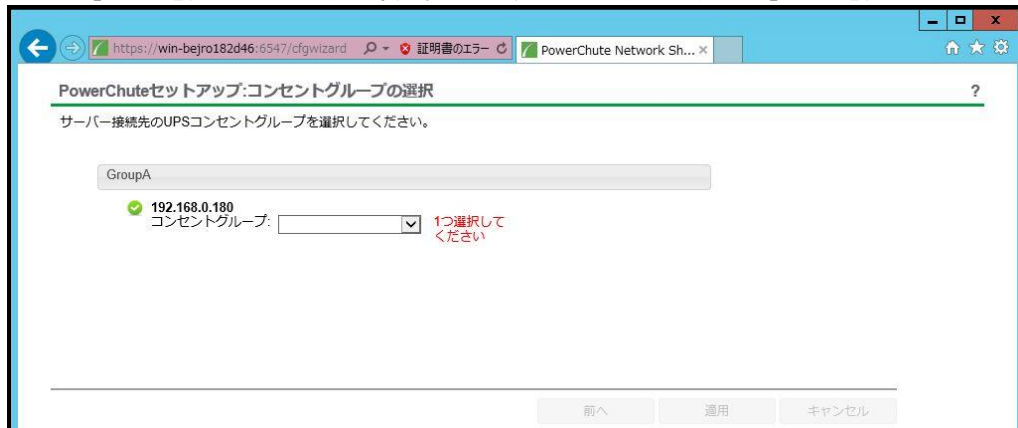 https://win-bejro182d46:6547/cfgwizard 証明書のエラー PowerChute Network Sh...
PowerChuteセットアップ:コンセントグループの選択 ?
サーバー接続先のUPSコンセントグループを選択してください。
GroupA
192.168.0.180
コンセントグループ: 1つ選択して
ください
前へ 適用 キャンセル